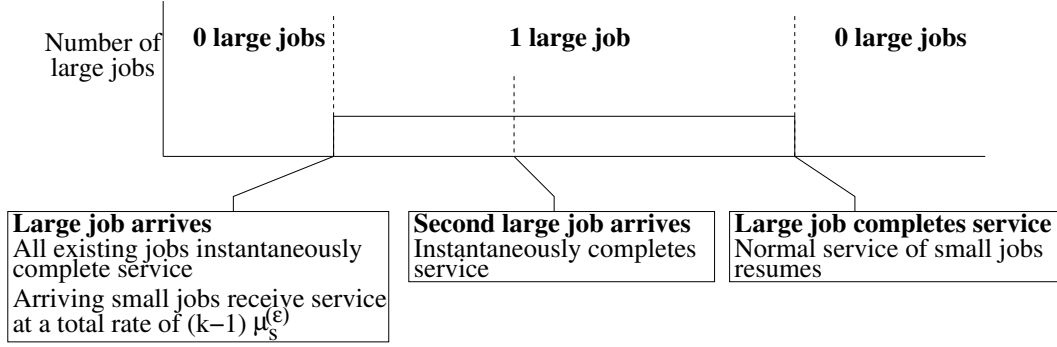 0 large jobs
1 large job
0 large jobs
Number of
large jobs
Large job arrives
All existing jobs instantaneously
complete service
Arriving small jobs receive service
at a total rate of (k−1) μ_s^(ε)
Second large job arrives
Instantaneously completes
service
Large job completes service
Normal service of small jobs
resumes